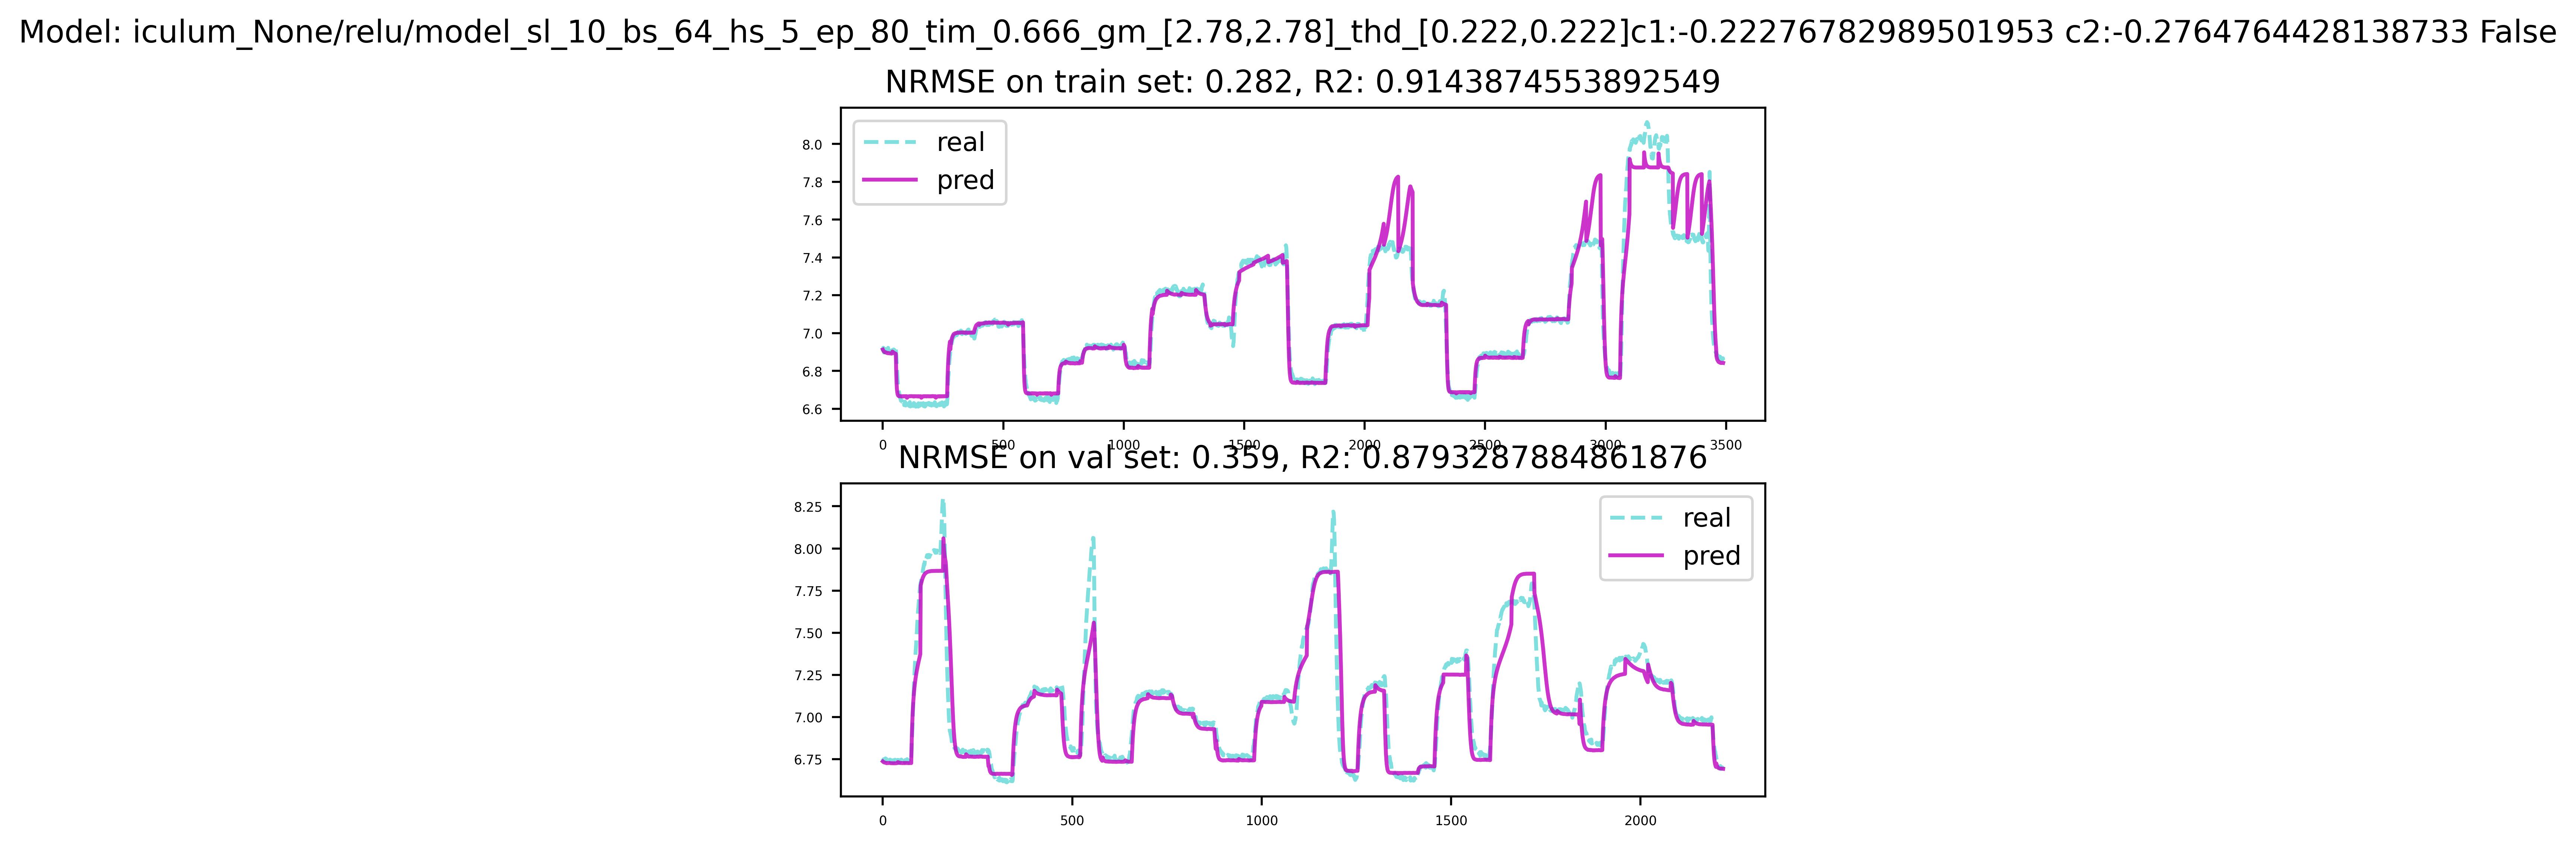 Model: iculum_None/relu/model_sl_10_bs_64_hs_5_ep_80_tim_0.666_gm_[2.78,2.78]_thd_[0.222,0.222]c1:-0.22276782989501953 c2:-0.2764764428138733 False
NRMSE on train set: 0.282, R2: 0.9143874553892549
real
pred
8.0
7.8
7.6
7.4
7.2
7.0
6.8
6.6
0 500 1000 1500 2000 2500 3000 3500
NRMSE on val set: 0.359, R2: 0.8793287884861876
real
pred
8.25
8.00
7.75
7.50
7.25
7.00
6.75
0 500 1000 1500 2000